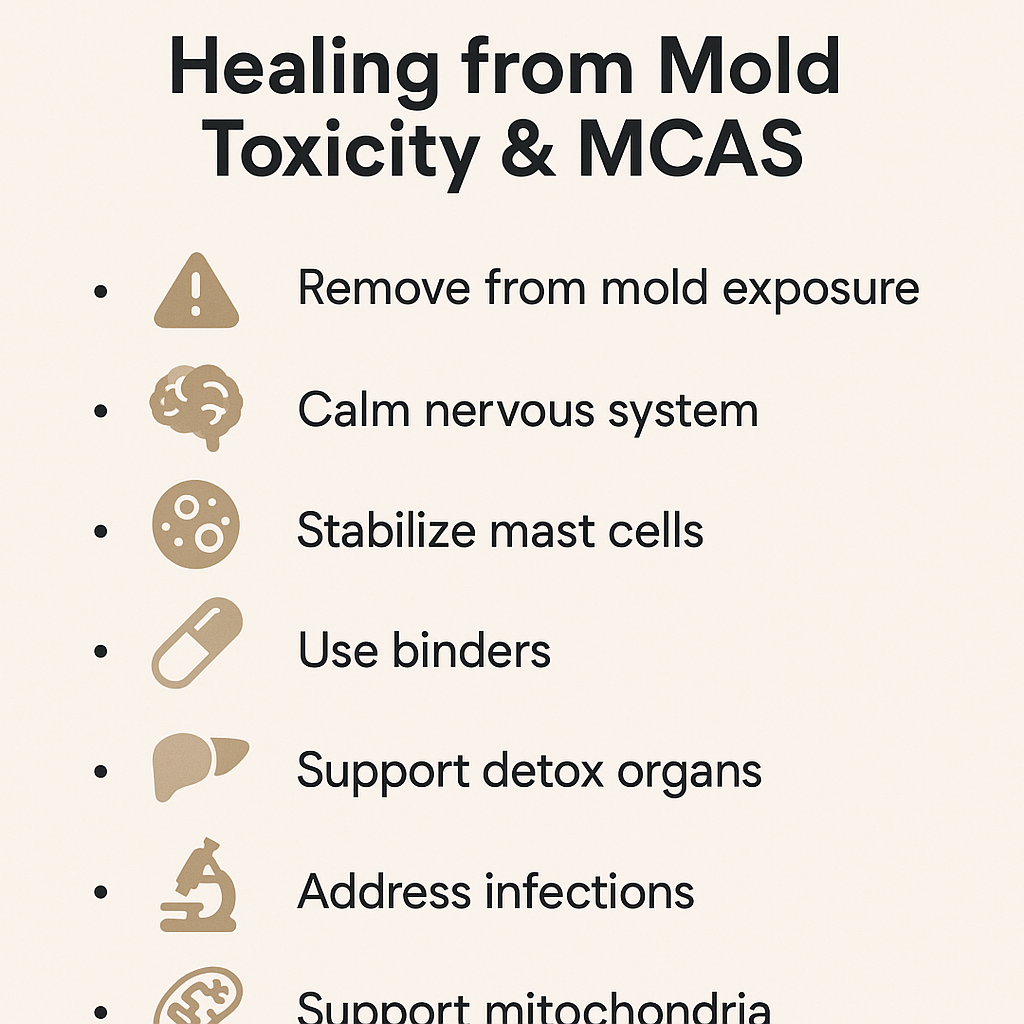 Healing from Mold
Toxicity & MCAS
• Remove from mold exposure
• Calm nervous system
• Stabilize mast cells
• Use binders
• Support detox organs
• Address infections
• Support mitochondria